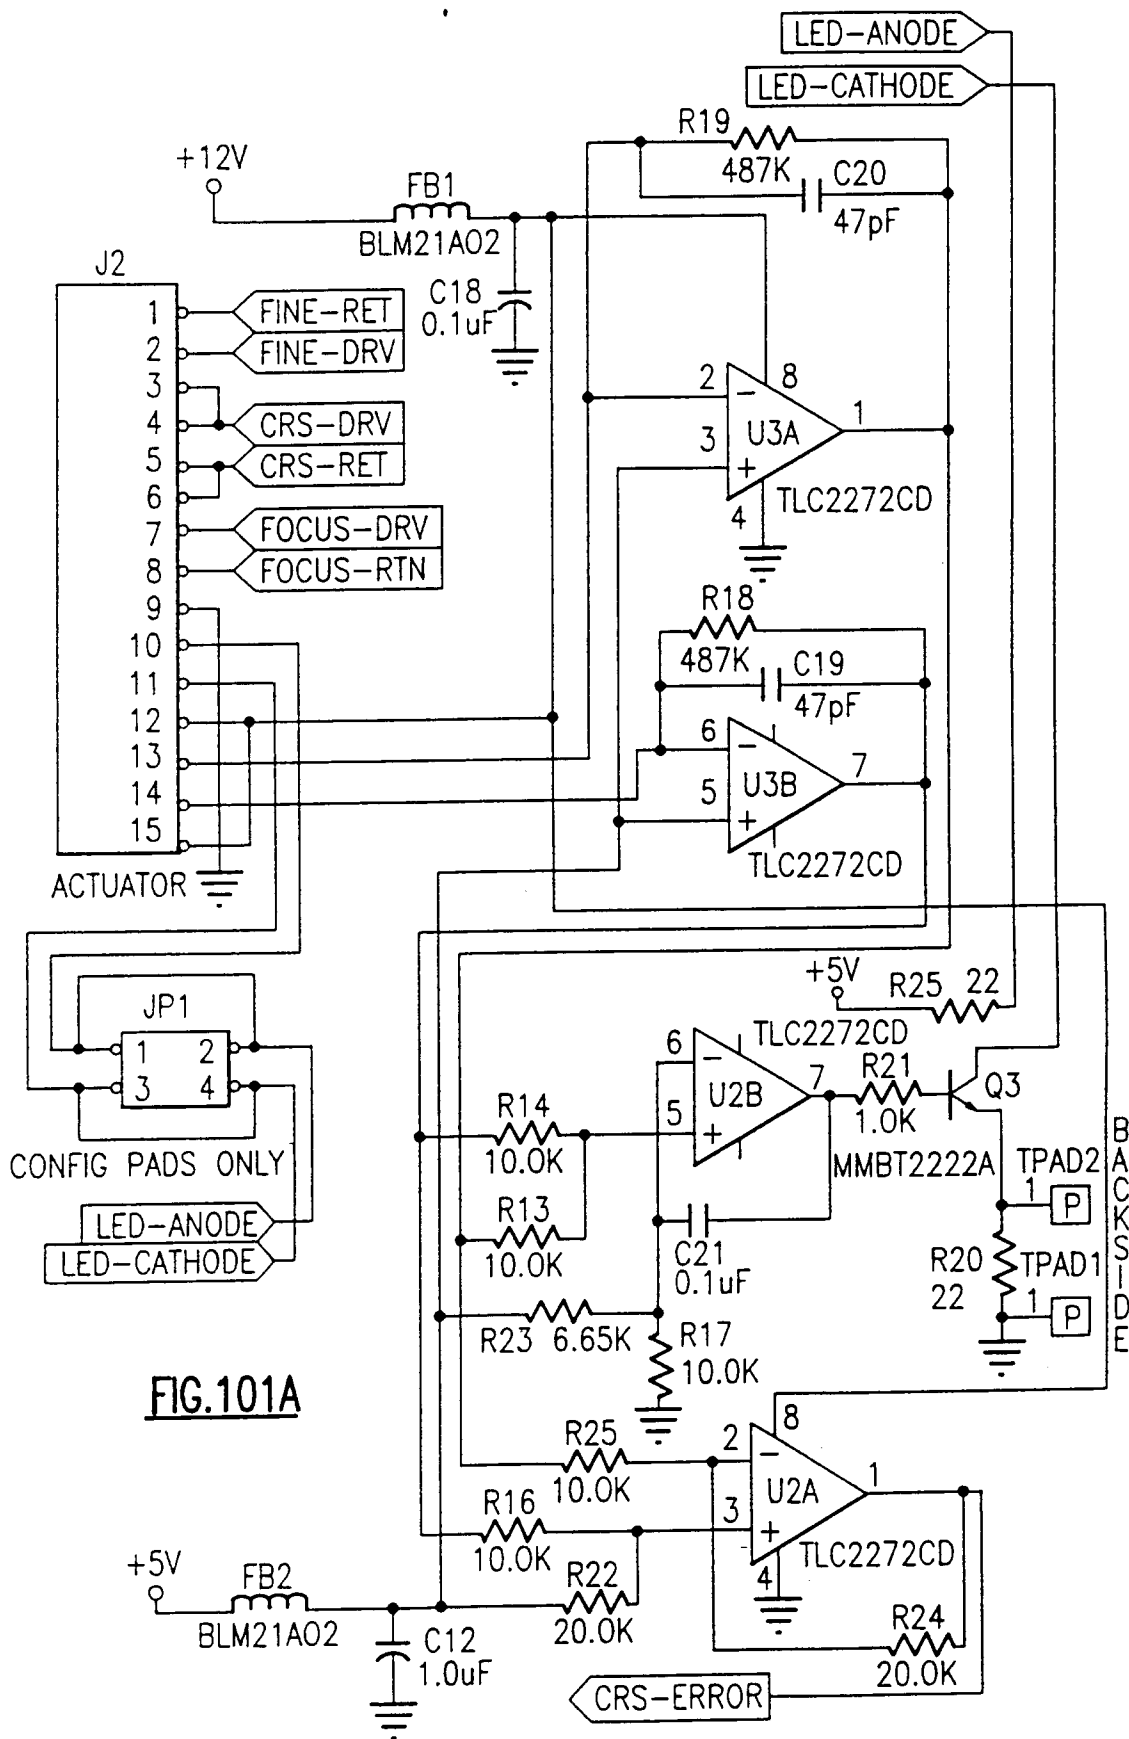 LED-ANODE
LED-CATHODE
R19
487K
C20
47pF
+12V
FB1
BLM21A02
C18
0.1uF
J2
1
FINE-RET
2
FINE-DRV
3
4
CRS-DRV
5
CRS-RET
6
7
FOCUS-DRV
8
FOCUS-RTN
9
10
11
12
13
14
15
ACTUATOR
2
-
8
U3A
1
3
+
4
TLC2272CD
R18
487K
C19
47pF
6
-
U3B
7
5
+
TLC2272CD
JP1
1 2
3 4
CONFIG PADS ONLY
LED-ANODE
LED-CATHODE
+5V
R25 22
TLC2272CD
6
-
U2B
7
5
+
R21
1.0K
Q3
MMBT2222A
R14
10.0K
R13
10.0K
C21
0.1uF
R23 6.65K
R17
10.0K
TPAD2
1
P
R20
22
TPAD1
1
P
BACKSIDE
FIG.101A
R25
10.0K
2
-
8
U2A
1
3
+
4
TLC2272CD
R16
10.0K
R22
20.0K
R24
20.0K
+5V
FB2
BLM21A02
C12
1.0uF
CRS-ERROR